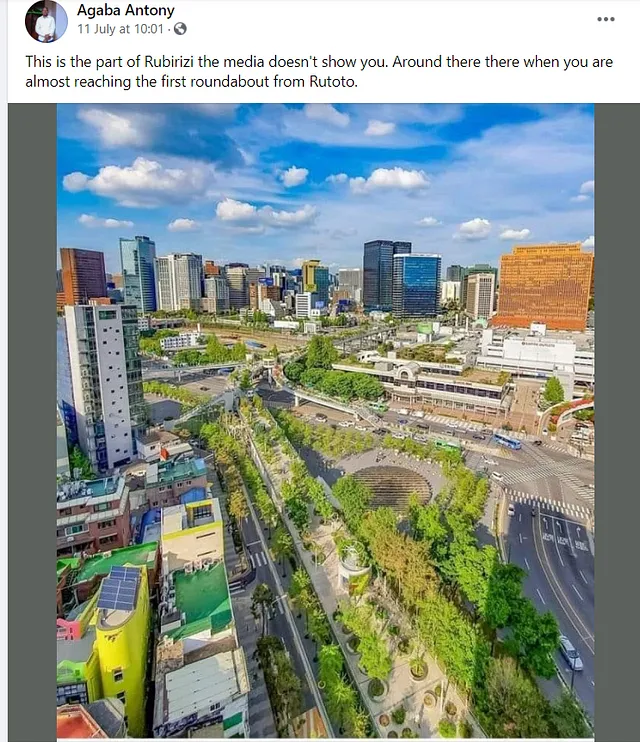 Agaba Antony
11 July at 10:01 ·
This is the part of Rubirizi the media doesn't show you. Around there there when you are
almost reaching the first roundabout from Rutoto.